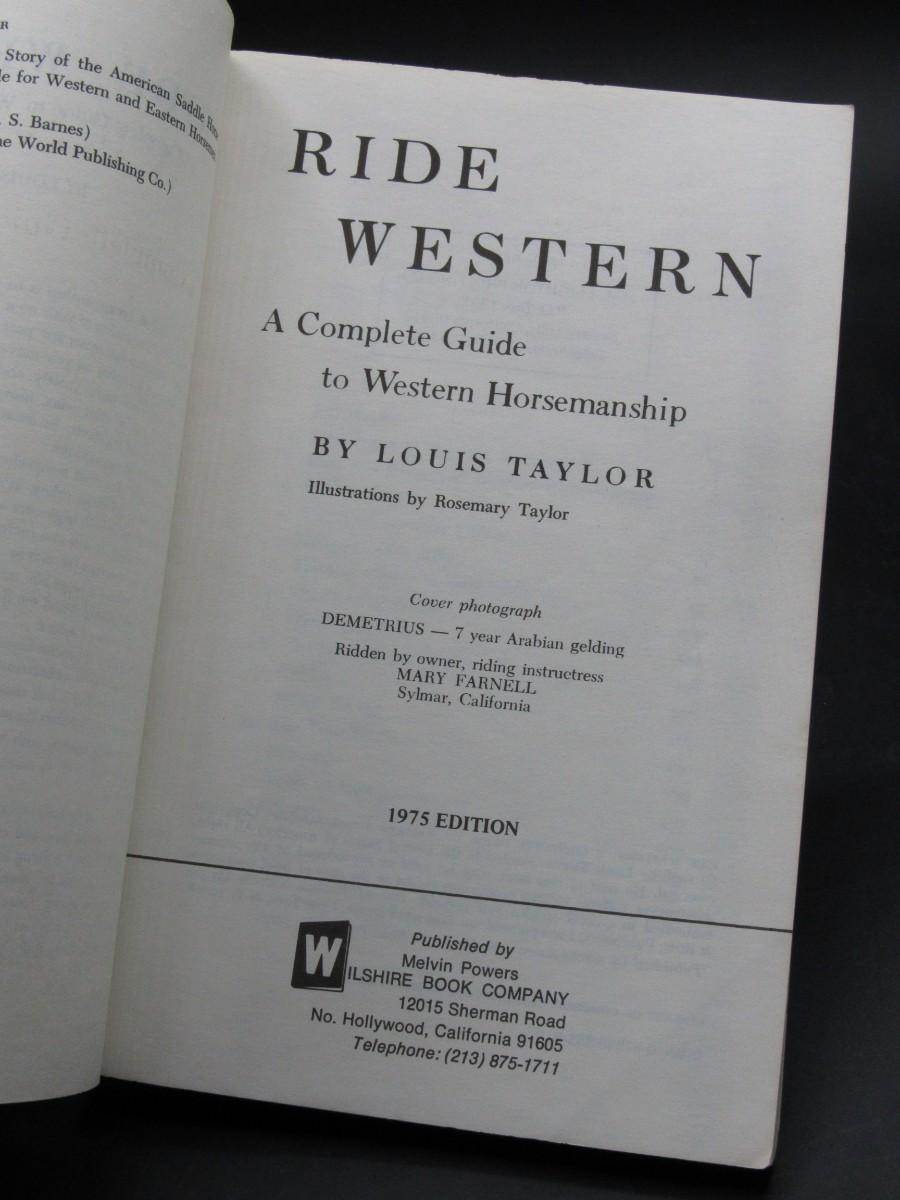 R
Story of the American Saddle
le for Western and Eastern Horsemen
. S. Barnes)
e World Publishing Co.)
RIDE
WESTERN
A Complete Guide
to Western Horsemanship
BY LOUIS TAYLOR
Illustrations by Rosemary Taylor
Cover photograph
DEMETRIUS — 7 year Arabian gelding
Ridden by owner, riding instructress
MARY FARNELL
Sylmar, California
1975 EDITION
Published by
Melvin Powers
WILSHIRE BOOK COMPANY
12015 Sherman Road
No. Hollywood, California 91605
Telephone: (213) 875-1711